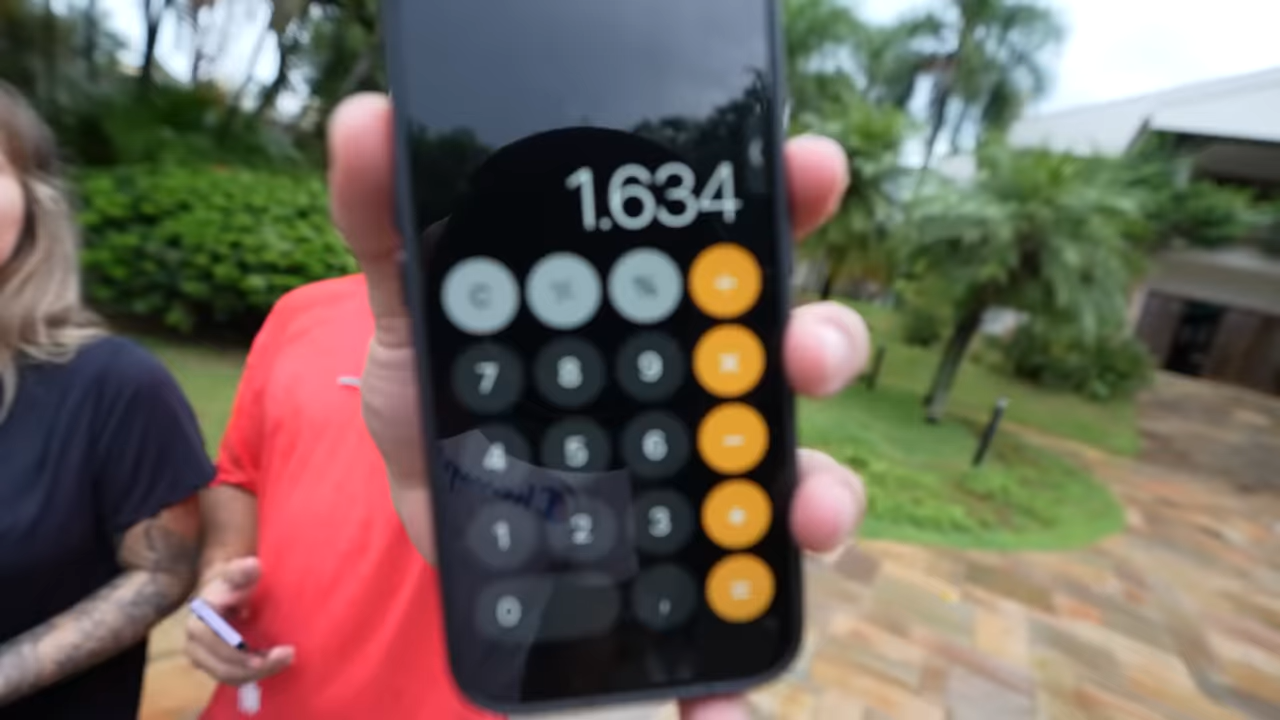 1.634
C % ÷
7 8 9 ×
4 5 6 −
1 2 3 +
0 , =